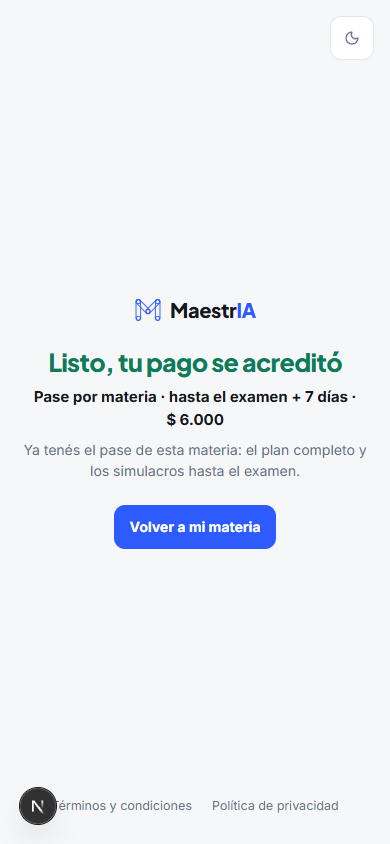 MaestrIA
Listo, tu pago se acreditó
Pase por materia · hasta el examen + 7 días ·
$ 6.000
Ya tenés el pase de esta materia: el plan completo y
los simulacros hasta el examen.
Volver a mi materia
N
Términos y condiciones
Política de privacidad